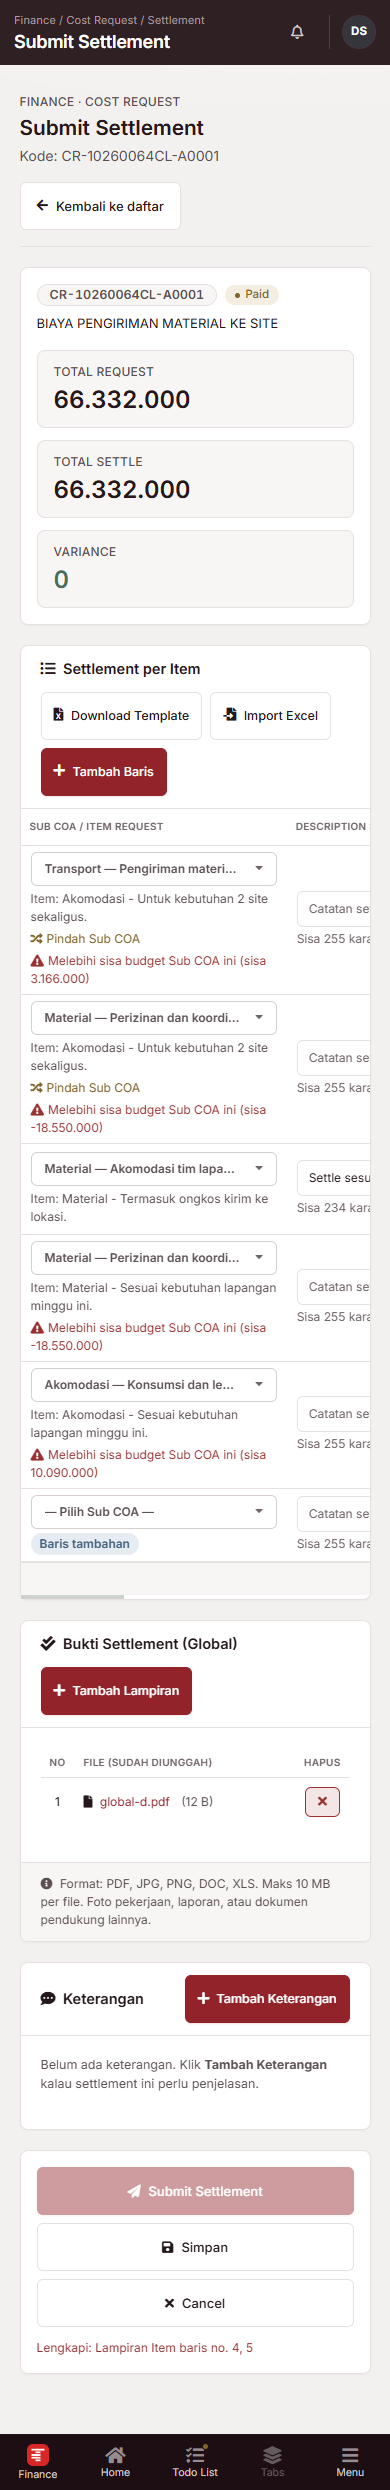 Finance / Cost Request / Settlement
Submit Settlement
DS
FINANCE · COST REQUEST
Submit Settlement
Kode: CR-10260064CL-A0001
Kembali ke daftar
CR-10260064CL-A0001
Paid
BIAYA PENGIRIMAN MATERIAL KE SITE
TOTAL REQUEST
66.332.000
TOTAL SETTLE
66.332.000
VARIANCE
0
Settlement per Item
Download Template
Import Excel
Tambah Baris
SUB COA / ITEM REQUEST
DESCRIPTION
Transport — Pengiriman materi...
Item: Akomodasi - Untuk kebutuhan 2 site
sekaligus.
Pindah Sub COA
Melebihi sisa budget Sub COA ini (sisa
3.166.000)
Catatan se
Sisa 255 kara
Material — Perizinan dan koordi...
Item: Akomodasi - Untuk kebutuhan 2 site
sekaligus.
Pindah Sub COA
Melebihi sisa budget Sub COA ini (sisa
-18.550.000)
Catatan se
Sisa 255 kara
Material — Akomodasi tim lapa...
Item: Material - Termasuk ongkos kirim ke
lokasi.
Settle sesu
Sisa 234 kara
Material — Perizinan dan koordi...
Item: Material - Sesuai kebutuhan lapangan
minggu ini.
Melebihi sisa budget Sub COA ini (sisa
-18.550.000)
Catatan se
Sisa 255 kara
Akomodasi — Konsumsi dan le...
Item: Akomodasi - Sesuai kebutuhan
lapangan minggu ini.
Melebihi sisa budget Sub COA ini (sisa
10.090.000)
Catatan se
Sisa 255 kara
— Pilih Sub COA —
Baris tambahan
Catatan se
Sisa 255 kara
Bukti Settlement (Global)
Tambah Lampiran
NO
FILE (SUDAH DIUNGGAH)
HAPUS
1
global-d.pdf
(12 B)
Format: PDF, JPG, PNG, DOC, XLS. Maks 10 MB
per file. Foto pekerjaan, laporan, atau dokumen
pendukung lainnya.
Keterangan
Tambah Keterangan
Belum ada keterangan. Klik Tambah Keterangan
kalau settlement ini perlu penjelasan.
Submit Settlement
Simpan
Cancel
Lengkapi: Lampiran Item baris no. 4, 5
Finance
Home
Todo List
Tabs
Menu